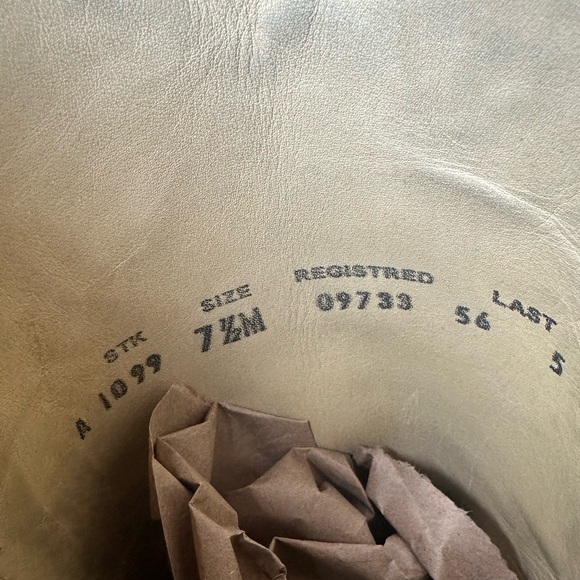 STK SIZE REGISTRED LAST
A 1099 7½M 09733 56 5